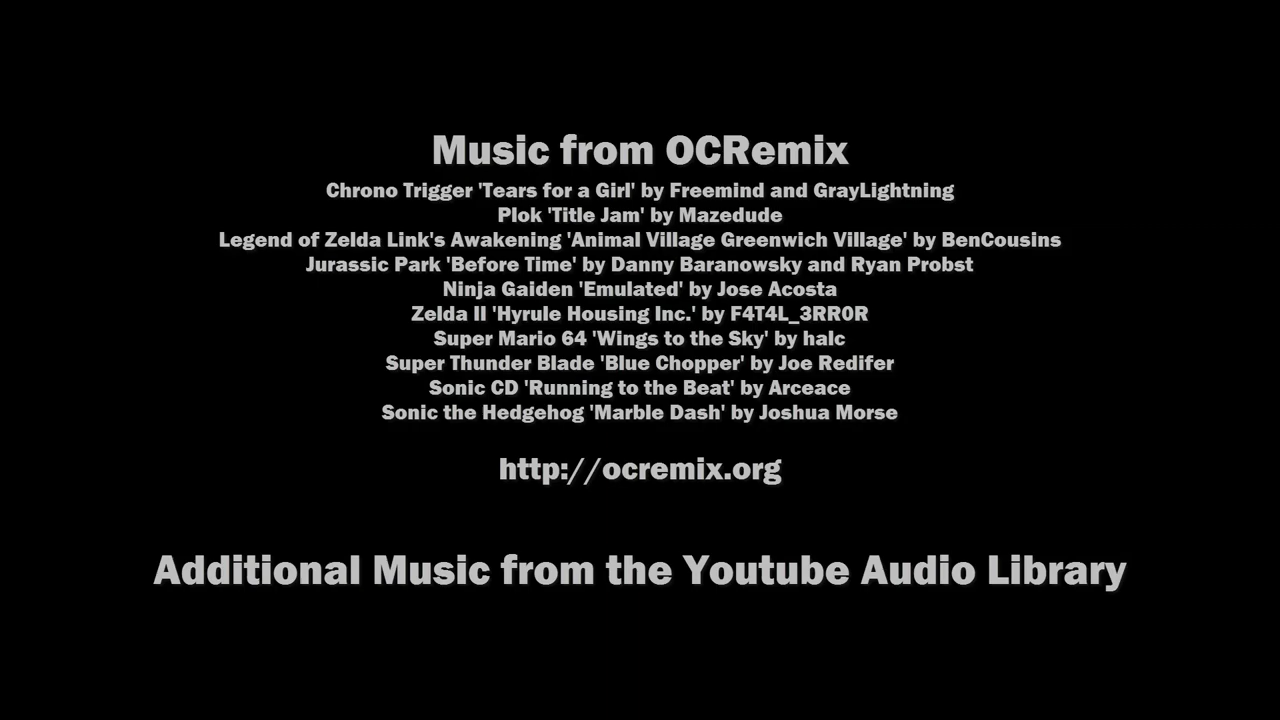 Music from OCRemix
Chrono Trigger 'Tears for a Girl' by Freemind and GrayLightning
Plok 'Title Jam' by Mazedude
Legend of Zelda Link's Awakening 'Animal Village Greenwich Village' by BenCousins
Jurassic Park 'Before Time' by Danny Baranowsky and Ryan Probst
Ninja Gaiden 'Emulated' by Jose Acosta
Zelda II 'Hyrule Housing Inc.' by F4T4L_3RR0R
Super Mario 64 'Wings to the Sky' by halc
Super Thunder Blade 'Blue Chopper' by Joe Redifer
Sonic CD 'Running to the Beat' by Arceace
Sonic the Hedgehog 'Marble Dash' by Joshua Morse
http://ocremix.org
Additional Music from the Youtube Audio Library